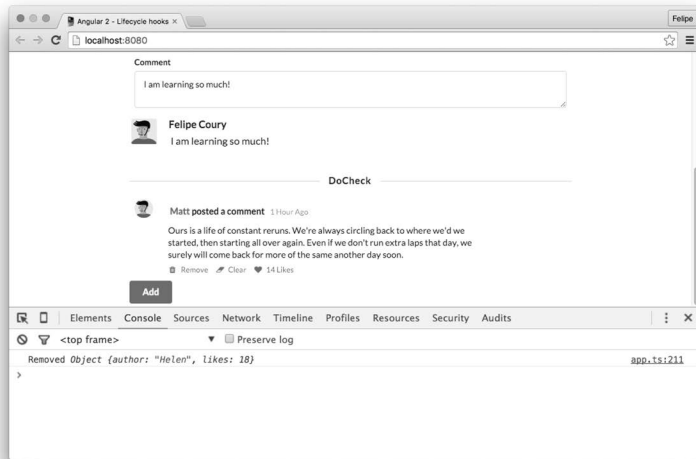 Angular 2 - Lifecycle hooks ×
Felipe
localhost:8080
Comment
I am learning so much!
Felipe Coury
I am learning so much!
DoCheck
Matt posted a comment 1 Hour Ago
Ours is a life of constant reruns. We're always circling back to where we'd we
started, then starting all over again. Even if we don't run extra laps that day, we
surely will come back for more of the same another day soon.
Remove Clear 14 Likes
Add
Elements Console Sources Network Timeline Profiles Resources Security Audits
<top frame> ▼ Preserve log
Removed Object {author: "Helen", likes: 18} app.ts:211
>